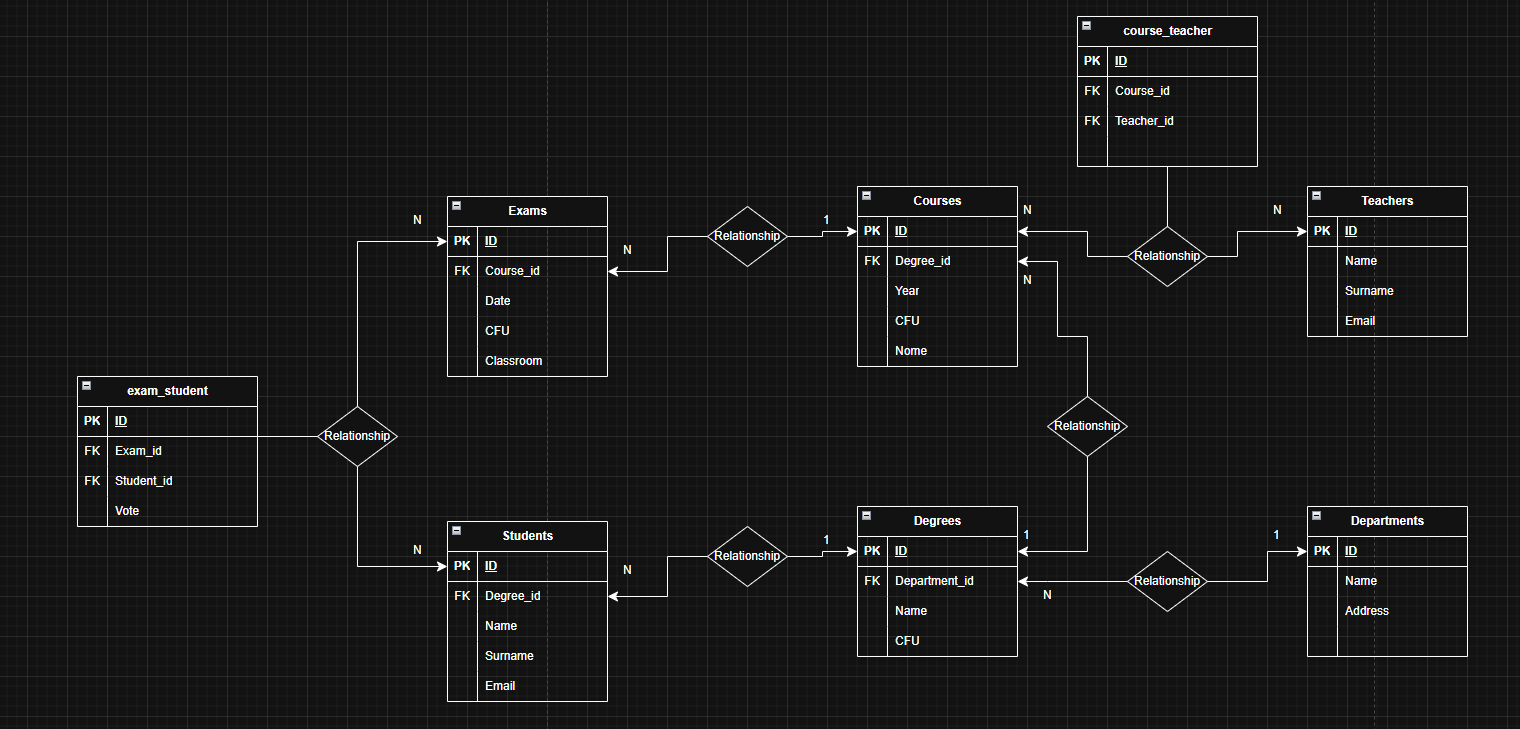 course_teacher
PK ID
FK Course_id
FK Teacher_id
Exams
PK ID
FK Course_id
Date
CFU
Classroom
Courses
PK ID
FK Degree_id
Year
CFU
Nome
Teachers
PK ID
Name
Surname
Email
N
N
Relationship
1
N
N
Relationship
N
exam_student
PK ID
FK Exam_id
FK Student_id
Vote
Relationship
Relationship
Students
PK ID
FK Degree_id
Name
Surname
Email
Degrees
PK ID
FK Department_id
Name
CFU
Departments
PK ID
Name
Address
N
N
Relationship
1
1
N
Relationship
1